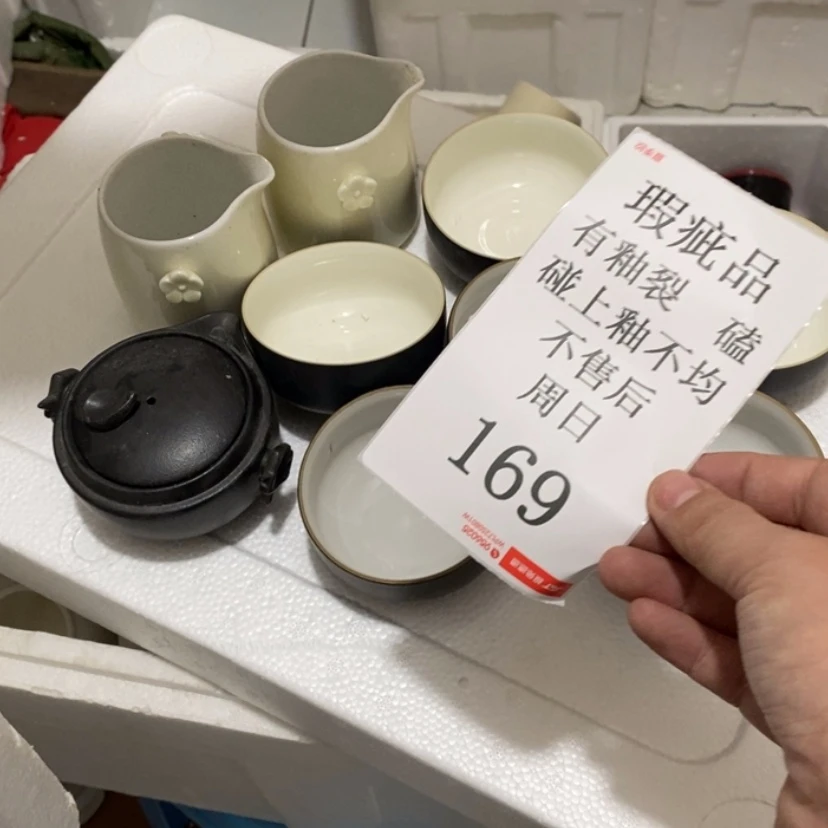 瑕疵品
有釉裂 磕
碰上釉不均
不售后
周日
169